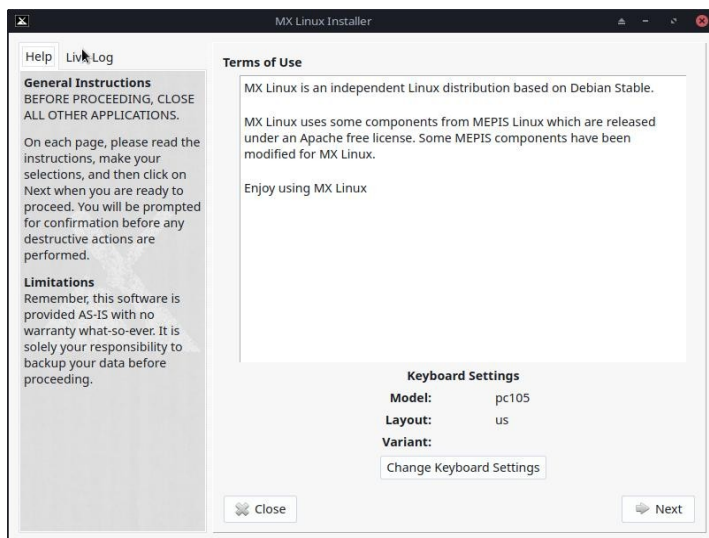 MX Linux Installer
Help
Live Log
General Instructions
BEFORE PROCEEDING, CLOSE
ALL OTHER APPLICATIONS.
On each page, please read the
instructions, make your
selections, and then click on
Next when you are ready to
proceed. You will be prompted
for confirmation before any
destructive actions are
performed.
Limitations
Remember, this software is
provided AS-IS with no
warranty what-so-ever. It is
solely your responsibility to
backup your data before
proceeding.
Terms of Use
MX Linux is an independent Linux distribution based on Debian Stable.
MX Linux uses some components from MEPIS Linux which are released
under an Apache free license. Some MEPIS components have been
modified for MX Linux.
Enjoy using MX Linux
Keyboard Settings
Model: pc105
Layout: us
Variant:
Change Keyboard Settings
Close
Next